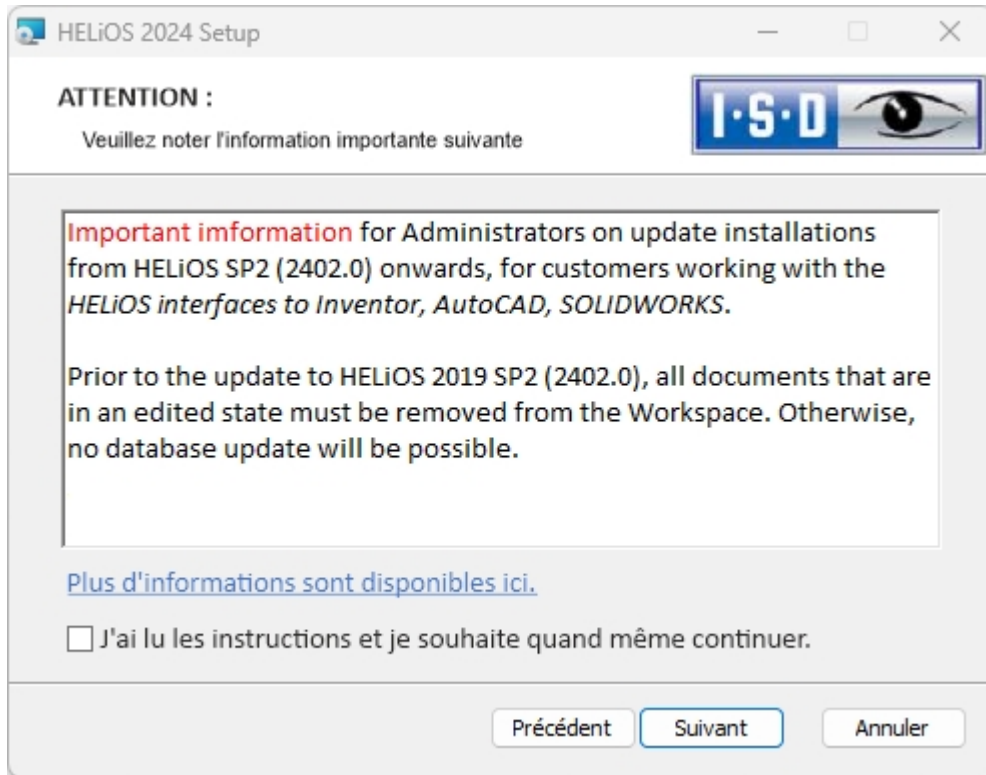 HELiOS 2024 Setup
ATTENTION :
Veuillez noter l'information importante suivante
I·S·D
Important imformation for Administrators on update installations
from HELiOS SP2 (2402.0) onwards, for customers working with the
HELiOS interfaces to Inventor, AutoCAD, SOLIDWORKS.
Prior to the update to HELiOS 2019 SP2 (2402.0), all documents that are
in an edited state must be removed from the Workspace. Otherwise,
no database update will be possible.
Plus d'informations sont disponibles ici.
J'ai lu les instructions et je souhaite quand même continuer.
Précédent Suivant Annuler